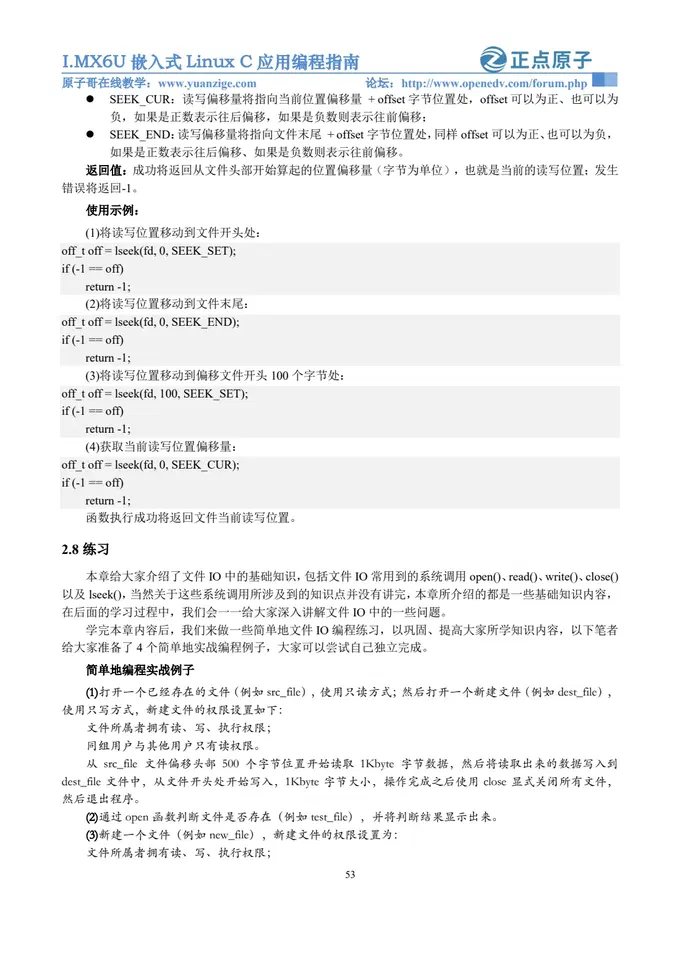 I.MX6U 嵌入式 Linux C 应用编程指南
正点原子
原子哥在线教学：www.yuanzige.com 论坛：http://www.openedv.com/forum.php
● SEEK_CUR：读写偏移量将指向当前位置偏移量 + offset 字节位置处，offset 可以为正、也可以为
负，如果是正数表示往后偏移，如果是负数则表示往前偏移；
● SEEK_END：读写偏移量将指向文件末尾 + offset 字节位置处，同样 offset 可以为正、也可以为负，
如果是正数表示往后偏移、如果是负数则表示往前偏移。
返回值：成功将返回从文件头部开始算起的位置偏移量（字节为单位），也就是当前的读写位置；发生
错误将返回-1。
使用示例：
(1)将读写位置移动到文件开头处：
off_t off = lseek(fd, 0, SEEK_SET);
if (-1 == off)
return -1;
(2)将读写位置移动到文件末尾：
off_t off = lseek(fd, 0, SEEK_END);
if (-1 == off)
return -1;
(3)将读写位置移动到偏移文件开头 100 个字节处：
off_t off = lseek(fd, 100, SEEK_SET);
if (-1 == off)
return -1;
(4)获取当前读写位置偏移量：
off_t off = lseek(fd, 0, SEEK_CUR);
if (-1 == off)
return -1;
函数执行成功将返回文件当前读写位置。
2.8 练习
本章给大家介绍了文件 IO 中的基础知识，包括文件 IO 常用到的系统调用 open()、read()、write()、close()
以及 lseek()，当然关于这些系统调用所涉及到的知识点并没有讲完，本章所介绍的都是一些基础知识内容，
在后面的学习过程中，我们会一一给大家深入讲解文件 IO 中的一些问题。
学完本章内容后，我们来做一些简单地文件 IO 编程练习，以巩固、提高大家所学知识内容，以下笔者
给大家准备了 4 个简单地实战编程例子，大家可以尝试自己独立完成。
简单地编程实战例子
(1)打开一个已经存在的文件（例如 src_file），使用只读方式；然后打开一个新建文件（例如 dest_file），
使用只写方式，新建文件的权限设置如下：
文件所属者拥有读、写、执行权限；
同组用户与其他用户只有读权限。
从 src_file 文件偏移头部 500 个字节位置开始读取 1Kbyte 字节数据，然后将读取出来的数据写入到
dest_file 文件中，从文件开头处开始写入，1Kbyte 字节大小，操作完成之后使用 close 显式关闭所有文件，
然后退出程序。
(2)通过 open 函数判断文件是否存在（例如 test_file），并将判断结果显示出来。
(3)新建一个文件（例如 new_file），新建文件的权限设置为：
文件所属者拥有读、写、执行权限；
53